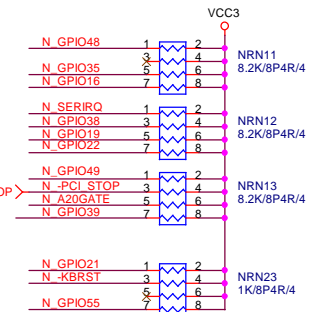 VCC3
N_GPIO48 1 2
3 4 NRN11
N_GPIO35 5 6 8.2K/8P4R/4
N_GPIO16 7 8
N_SERIRQ 1 2
N_GPIO38 3 4 NRN12
N_GPIO19 5 6 8.2K/8P4R/4
N_GPIO22 7 8
N_GPIO49 1 2
N_-PCI_STOP 3 4 NRN13
N_A20GATE 5 6 8.2K/8P4R/4
N_GPIO39 7 8
N_GPIO21 1 2
N_-KBRST 3 4 NRN23
5 6 1K/8P4R/4
N_GPIO55 7 8